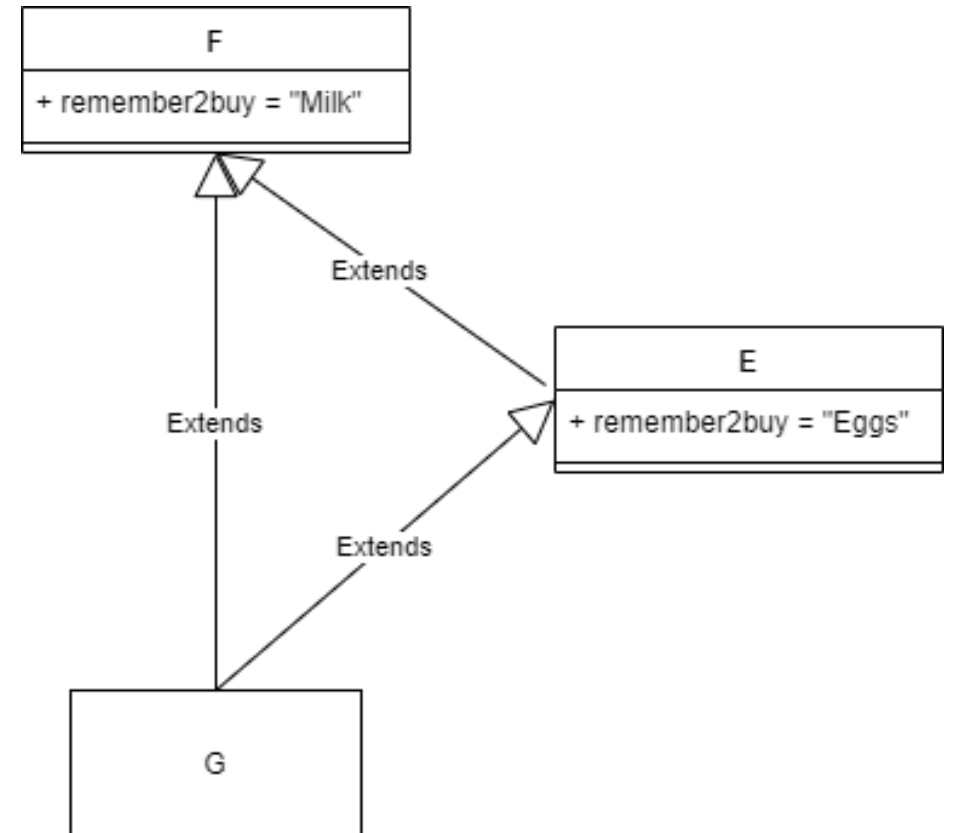 F
+ remember2buy = "Milk"
Extends
E
+ remember2buy = "Eggs"
Extends
Extends
G